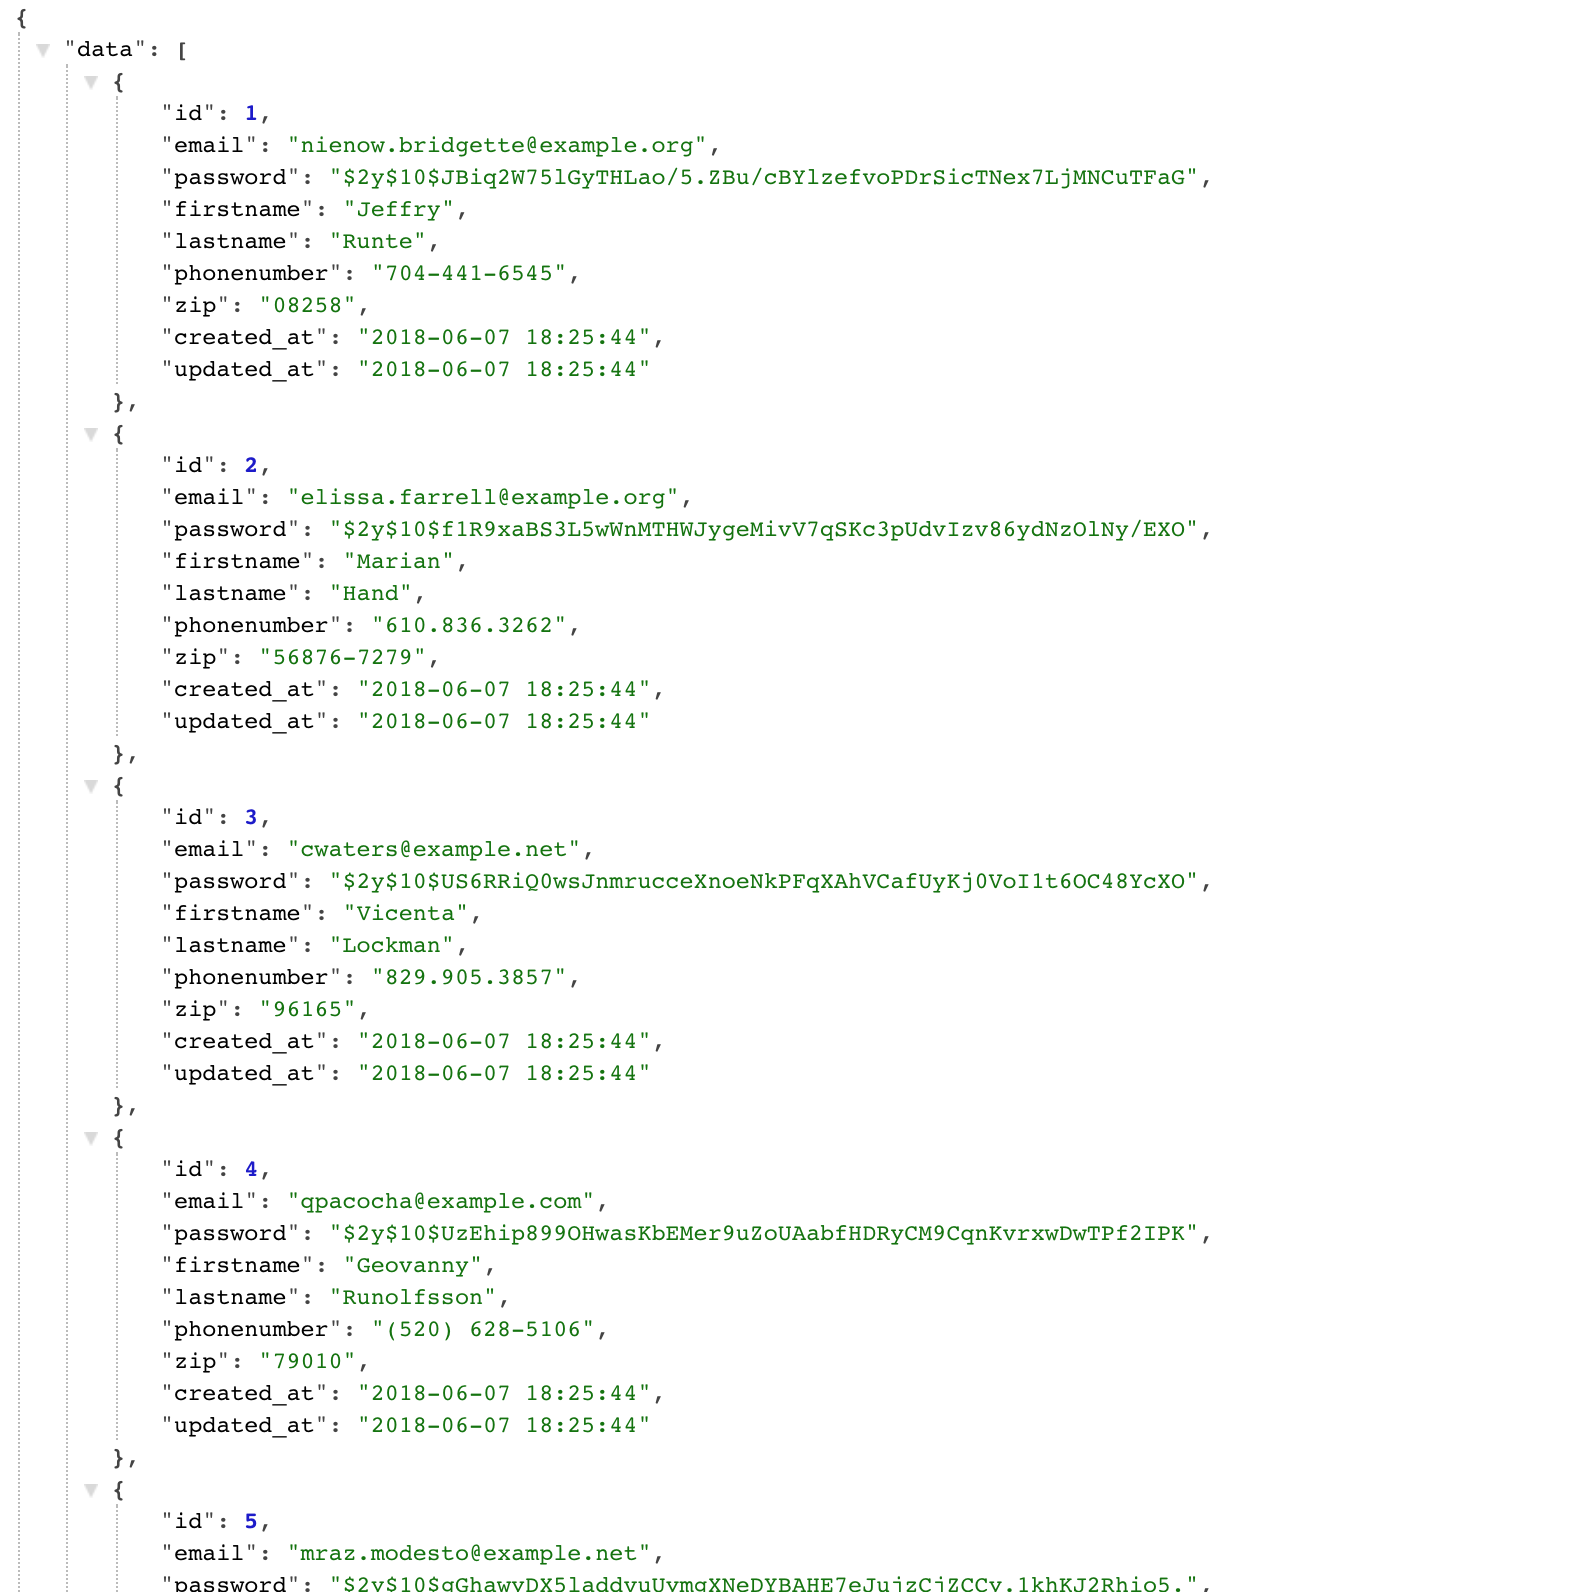 {
"data": [
{
"id": 1,
"email": "nienow.bridgette@example.org",
"password": "$2y$10$JBiq2W75lGyTHLao/5.ZBu/cBYlzefvoPDrSicTNex7LjMNCuTFaG",
"firstname": "Jeffry",
"lastname": "Runte",
"phonenumber": "704-441-6545",
"zip": "08258",
"created_at": "2018-06-07 18:25:44",
"updated_at": "2018-06-07 18:25:44"
},
{
"id": 2,
"email": "elissa.farrell@example.org",
"password": "$2y$10$f1R9xaBS3L5wWnMTHWJygeMivV7qSKc3pUdvIzv86ydNzOlNy/EXO",
"firstname": "Marian",
"lastname": "Hand",
"phonenumber": "610.836.3262",
"zip": "56876-7279",
"created_at": "2018-06-07 18:25:44",
"updated_at": "2018-06-07 18:25:44"
},
{
"id": 3,
"email": "cwaters@example.net",
"password": "$2y$10$US6RRiQ0wsJnmrucceXnoeNkPFqXAhVCafUyKj0VoI1t6OC48YcXO",
"firstname": "Vicenta",
"lastname": "Lockman",
"phonenumber": "829.905.3857",
"zip": "96165",
"created_at": "2018-06-07 18:25:44",
"updated_at": "2018-06-07 18:25:44"
},
{
"id": 4,
"email": "qpacocha@example.com",
"password": "$2y$10$UzEhip899OHwasKbEMer9uZoUAabfHDRyCM9CqnKvrxwDwTPf2IPK",
"firstname": "Geovanny",
"lastname": "Runolfsson",
"phonenumber": "(520) 628-5106",
"zip": "79010",
"created_at": "2018-06-07 18:25:44",
"updated_at": "2018-06-07 18:25:44"
},
{
"id": 5,
"email": "mraz.modesto@example.net",
"password":